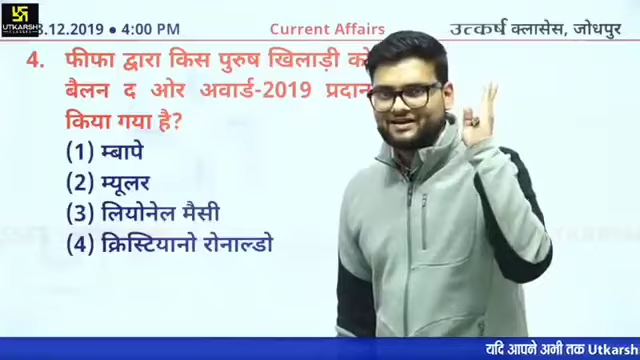 UTKARSH
CLASSES
.12.2019 ● 4:00 PM
Current Affairs
उत्कर्ष क्लासेस, जोधपुर
4. फीफा द्वारा किस पुरुष खिलाड़ी को
बैलन द ओर अवार्ड-2019 प्रदान
किया गया है?
(1) म्बापे
(2) म्यूलर
(3) लियोनेल मैसी
(4) क्रिस्टियानो रोनाल्डो
यदि आपने अभी तक Utkarsh